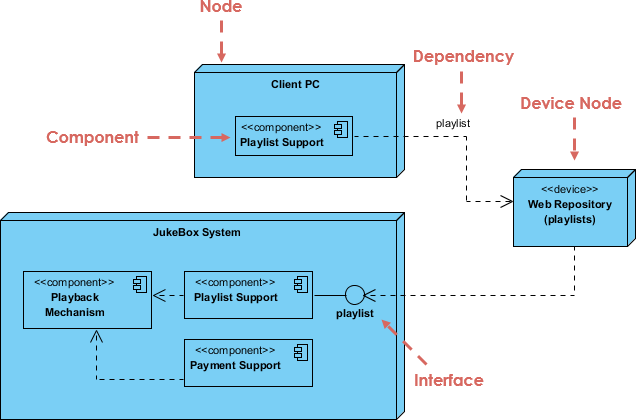 Node
Dependency
Client PC
Device Node
<<component>>
Playlist Support
playlist
Component
<<device>>
Web Repository
(playlists)
JukeBox System
<<component>>
Playback
Mechanism
<<component>>
Playlist Support
playlist
<<component>>
Payment Support
Interface